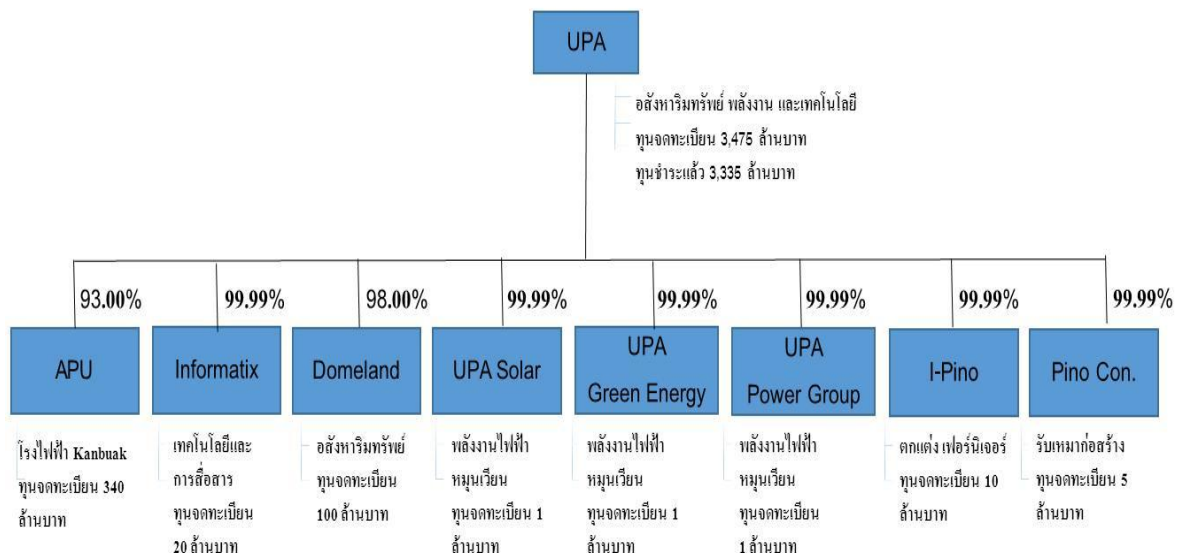 UPA
อสังหาริมทรัพย์ พลังงาน และเทคโนโลยี
ทุนจดทะเบียน 3,475 ล้านบาท
ทุนชำระแล้ว 3,335 ล้านบาท
93.00%
99.99%
98.00%
99.99%
99.99%
99.99%
99.99%
99.99%
APU
โรงไฟฟ้า Kanbuak
ทุนจดทะเบียน 340
ล้านบาท
Informatix
เทคโนโลยีและ
การสื่อสาร
ทุนจดทะเบียน
20 ล้านบาท
Domeland
อสังหาริมทรัพย์
ทุนจดทะเบียน
100 ล้านบาท
UPA Solar
พลังงานไฟฟ้า
หมุนเวียน
ทุนจดทะเบียน 1
ล้านบาท
UPA
Green Energy
พลังงานไฟฟ้า
หมุนเวียน
ทุนจดทะเบียน 1
ล้านบาท
UPA
Power Group
พลังงานไฟฟ้า
หมุนเวียน
ทุนจดทะเบียน
1 ล้านบาท
I-Pino
ตกแต่ง เฟอร์นิเจอร์
ทุนจดทะเบียน 10
ล้านบาท
Pino Con.
รับเหมาก่อสร้าง
ทุนจดทะเบียน 5
ล้านบาท